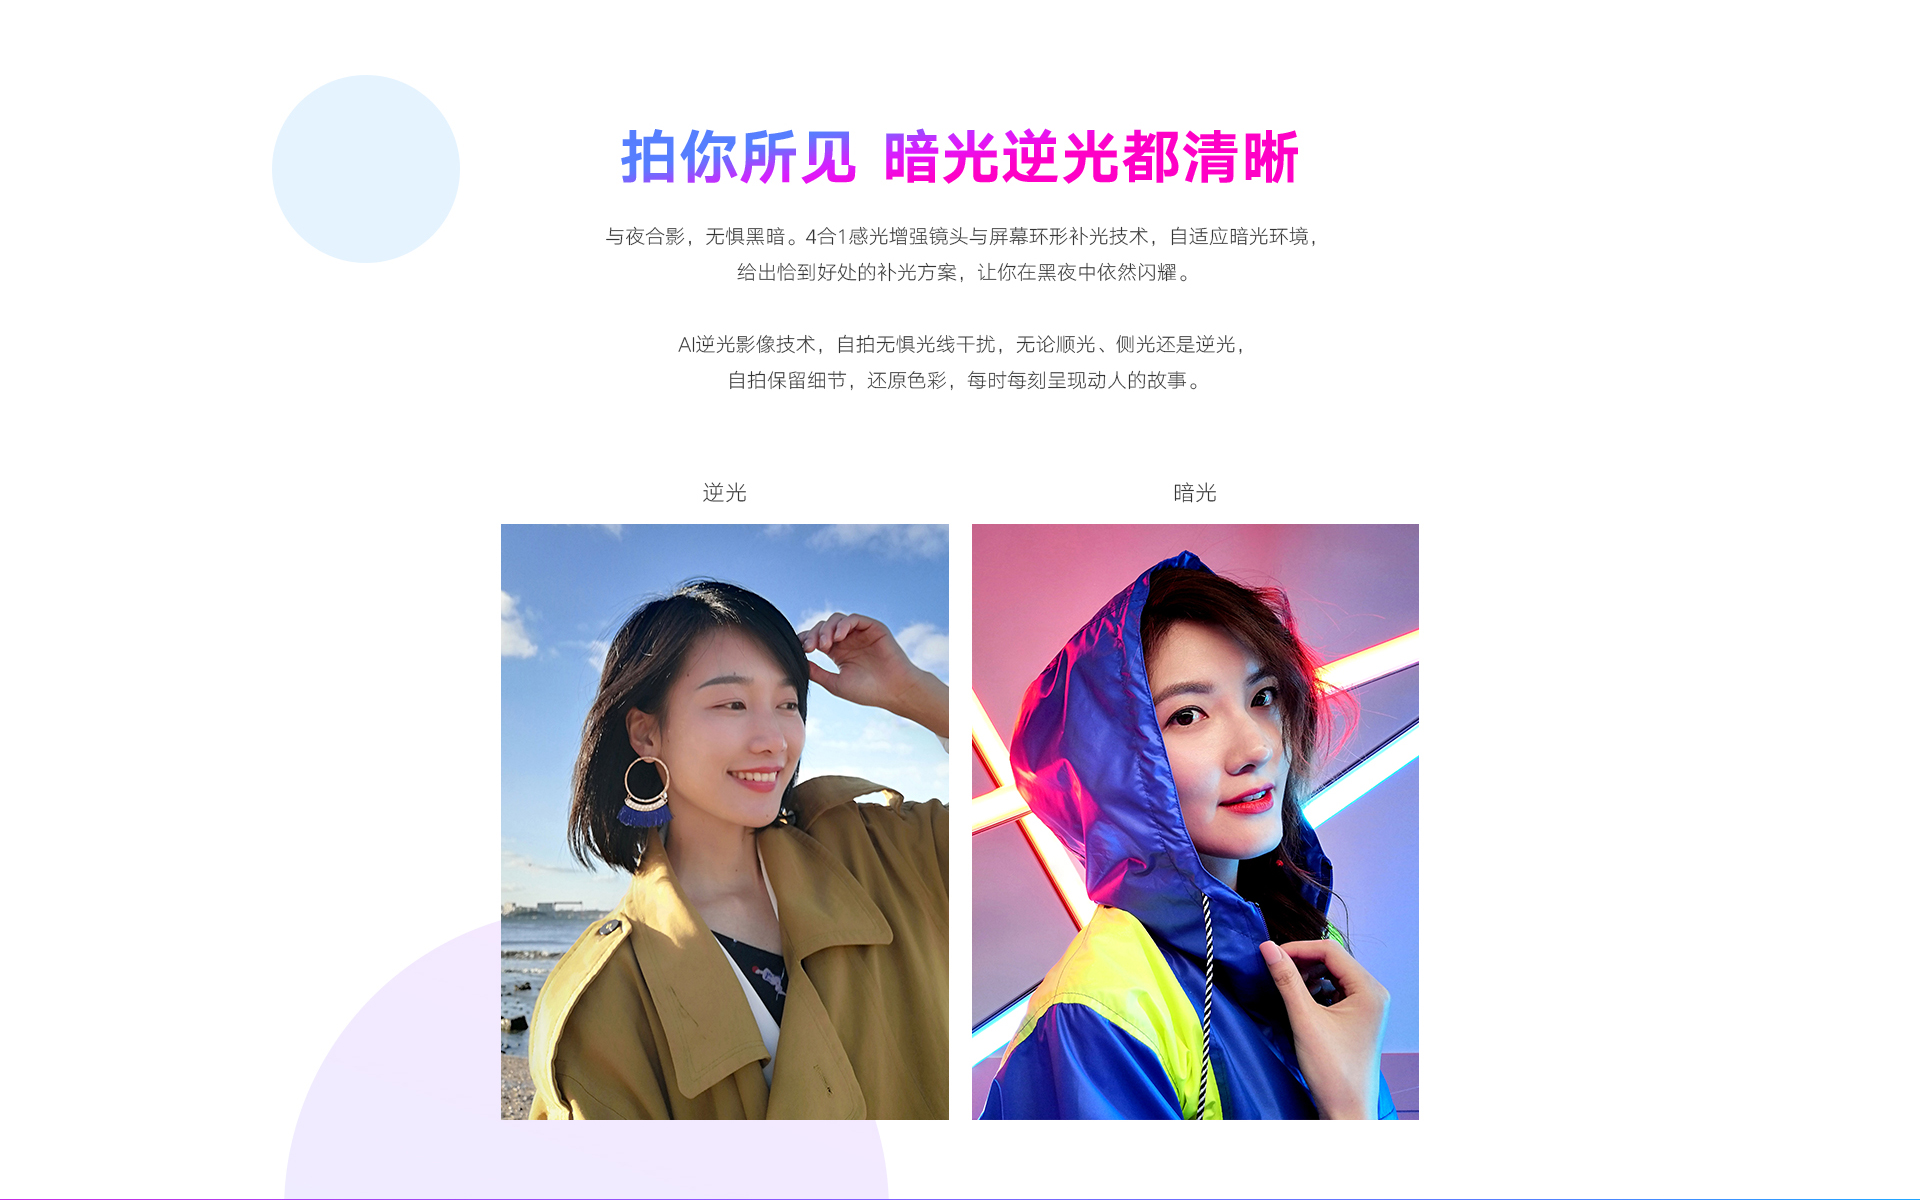 拍你所见 暗光逆光都清晰
与夜合影，无惧黑暗。4合1感光增强镜头与屏幕环形补光技术，自适应暗光环境，
给出恰到好处的补光方案，让你在黑夜中依然闪耀。
AI逆光影像技术，自拍无惧光线干扰，无论顺光、侧光还是逆光，
自拍保留细节，还原色彩，每时每刻呈现动人的故事。
逆光
暗光